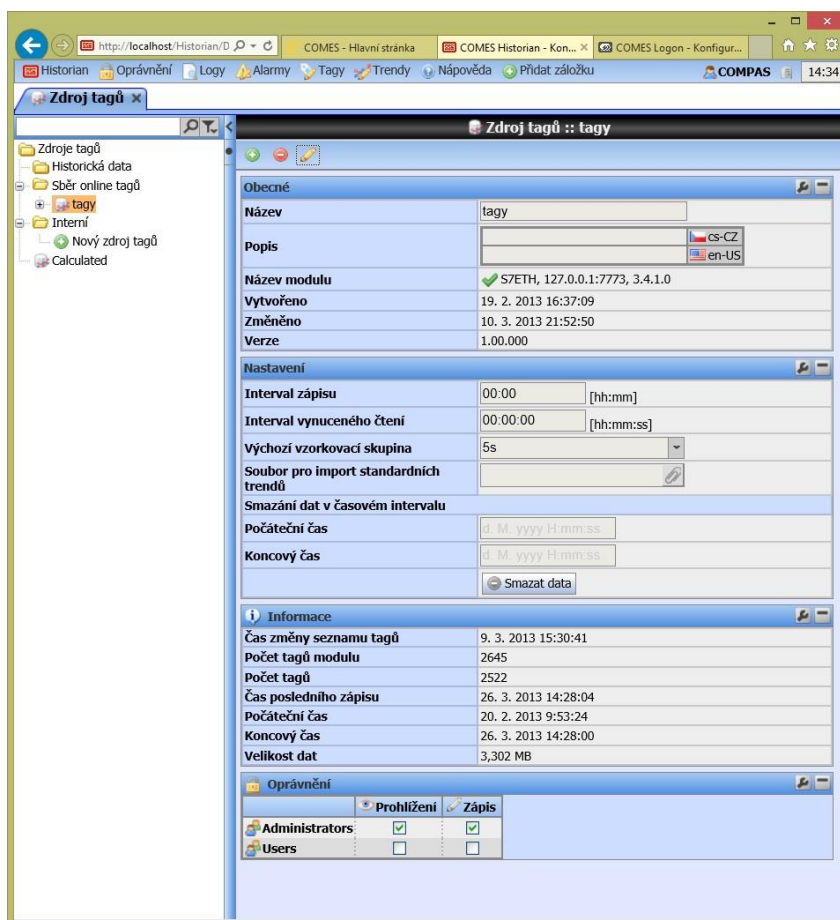 http://localhost/Historian/D
COMES - Hlavní stránka
COMES Historian - Kon...
COMES Logon - Konfigur...
Historian Oprávnění Logy Alarmy Tagy Trendy Nápověda Přidat záložku COMPAS 14:34
Zdroj tagů
Zdroj tagů :: tagy
Zdroje tagů
Historická data
Sběr online tagů
tagy
Interní
Nový zdroj tagů
Calculated
Obecné
Název tagy
Popis cs-CZ
en-US
Název modulu S7ETH, 127.0.0.1:7773, 3.4.1.0
Vytvořeno 19. 2. 2013 16:37:09
Změněno 10. 3. 2013 21:52:50
Verze 1.00.000
Nastavení
Interval zápisu 00:00 [hh:mm]
Interval vynuceného čtení 00:00:00 [hh:mm:ss]
Výchozí vzorkovací skupina 5s
Soubor pro import standardních
trendů
Smazání dat v časovém intervalu
Počáteční čas d. M. yyyy H:mm:ss
Koncový čas d. M. yyyy H:mm:ss
Smazat data
Informace
Čas změny seznamu tagů 9. 3. 2013 15:30:41
Počet tagů modulu 2645
Počet tagů 2522
Čas posledního zápisu 26. 3. 2013 14:28:04
Počáteční čas 20. 2. 2013 9:53:24
Koncový čas 26. 3. 2013 14:28:00
Velikost dat 3,302 MB
Oprávnění
Prohlížení Zápis
Administrators
Users